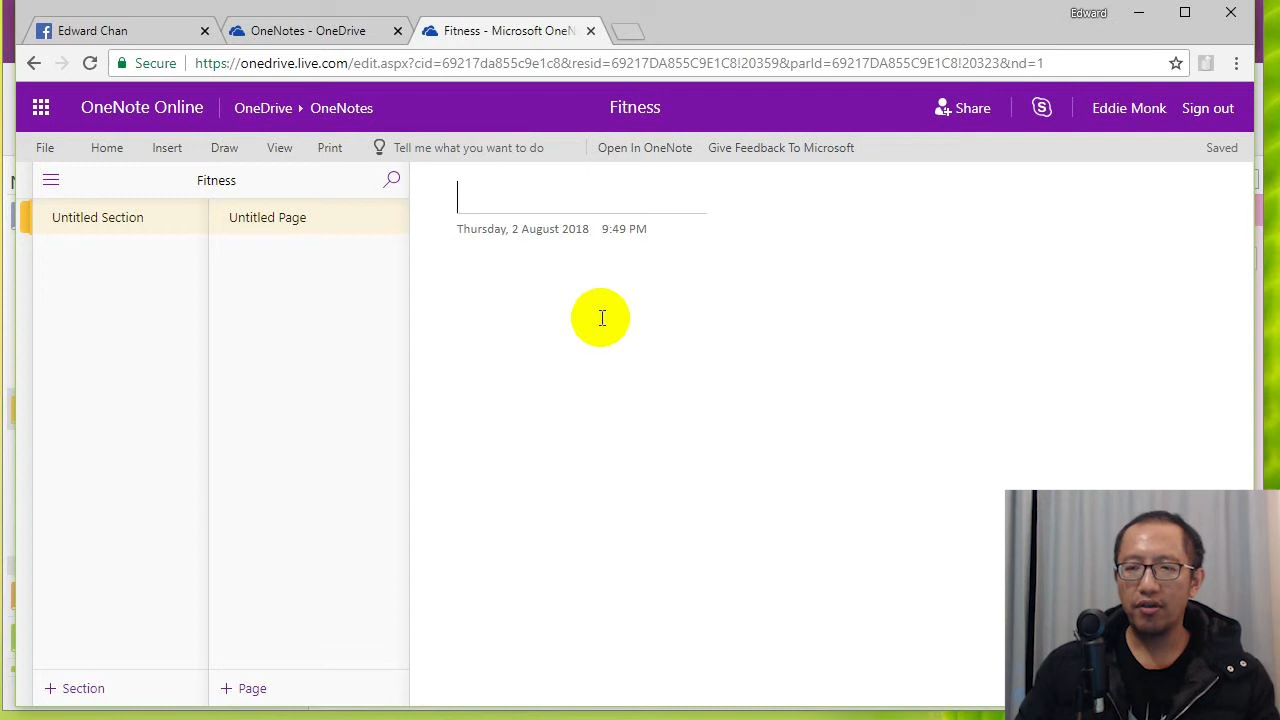 Edward
Edward Chan
OneNotes - OneDrive
Fitness - Microsoft OneN
Secure
https://onedrive.live.com/edit.aspx?cid=69217da855c9e1c8&resid=69217DA855C9E1C8!20359&parId=69217DA855C9E1C8!20323&nd=1
OneNote Online
OneDrive
OneNotes
Fitness
Share
Eddie Monk
Sign out
File
Home
Insert
Draw
View
Print
Tell me what you want to do
Open In OneNote
Give Feedback To Microsoft
Saved
Fitness
Untitled Section
Untitled Page
Thursday, 2 August 2018 9:49 PM
+ Section
+ Page